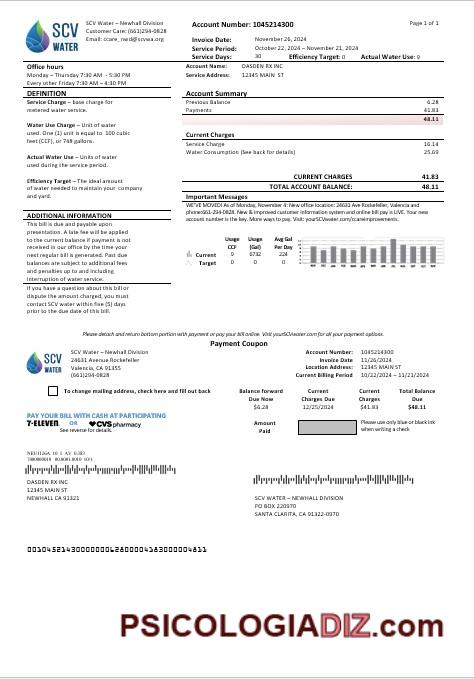 SCV
WATER
SCV Water – Newhall Division
Customer Care: (661)294-0828
Email: ccare_nwd@scvwa.org
Account Number: 1045214300
Page 1 of 1
Invoice Date: November 26, 2024
Service Period: October 22, 2024 – November 21, 2024
Service Days: 30 Efficiency Target: 0 Actual Water Use: 9
Office hours
Monday – Thursday 7:30 AM - 5:30 PM
Every other Friday 7:30 AM – 4:30 PM
Account Name: DASDEN RX INC
Service Address: 12345 MAIN ST
DEFINITION
Service Charge – base charge for
metered water service.
Water Use Charge – Unit of water
used. One (1) unit is equal to 100 cubic
feet (CCF), or 748 gallons.
Actual Water Use – Units of water
used during the service period.
Efficiency Target – The ideal amount
of water needed to maintain your company
and yard.
Account Summary
Previous Balance 6.28
Payments 41.83
48.11
Current Charges
Service Charge 16.14
Water Consumption (See back for details) 25.69
CURRENT CHARGES 41.83
TOTAL ACCOUNT BALANCE: 48.11
Important Messages
WE'VE MOVED! As of Monday, November 4: New office location: 24631 Ave Rockefeller, Valencia and
phone:661-294-0828. New & improved customer information system and online bill pay is LIVE. Your new
account number is the key. More ways to pay. Visit: yourSCVwater.com/ccareimprovements.
ADDITIONAL INFORMATION
This bill is due and payable upon
presentation. A late fee will be applied
to the current balance if payment is not
received in our office by the time your
next regular bill is generated. Past due
balances are subject to additional fees
and penalties up to and including
interruption of water service.
If you have a question about this bill or
dispute the amount charged, you must
contact SCV water within five (5) days
prior to the due date of this bill.
Usage Usage Avg Gal
CCF (Gal) Per Day
Current 9 6732 224
Target 0 0 0
Please detach and return bottom portion with payment or pay your bill online. Visit yourSCVWater.com for all your payment options.
Payment Coupon
SCV
WATER
SCV Water – Newhall Division
24631 Avenue Rockefeller
Valencia, CA 91355
(661)294-0828
Account Number: 1045214300
Invoice Date 11/26/2024
Location Address: 12345 MAIN ST
Current Billing Period 10/22/2024 – 11/21/2024
To change mailing address, check here and fill out back
Balance forward Current Current Total Balance
Due Now Charges Due Charges Due
$6.28 12/25/2024 $41.83 $48.11
PAY YOUR BILL WITH CASH AT PARTICIPATING
7-ELEVEN. OR CVS pharmacy
See reverse for details.
Amount
Paid
Please use only blue or black ink
when writing a check
DASDEN RX INC
12345 MAIN ST
NEWHALL CA 91321
SCV WATER – NEWHALL DIVISION
PO BOX 220970
SANTA CLARITA, CA 91322-0970
PSICOLOGIADIZ.com